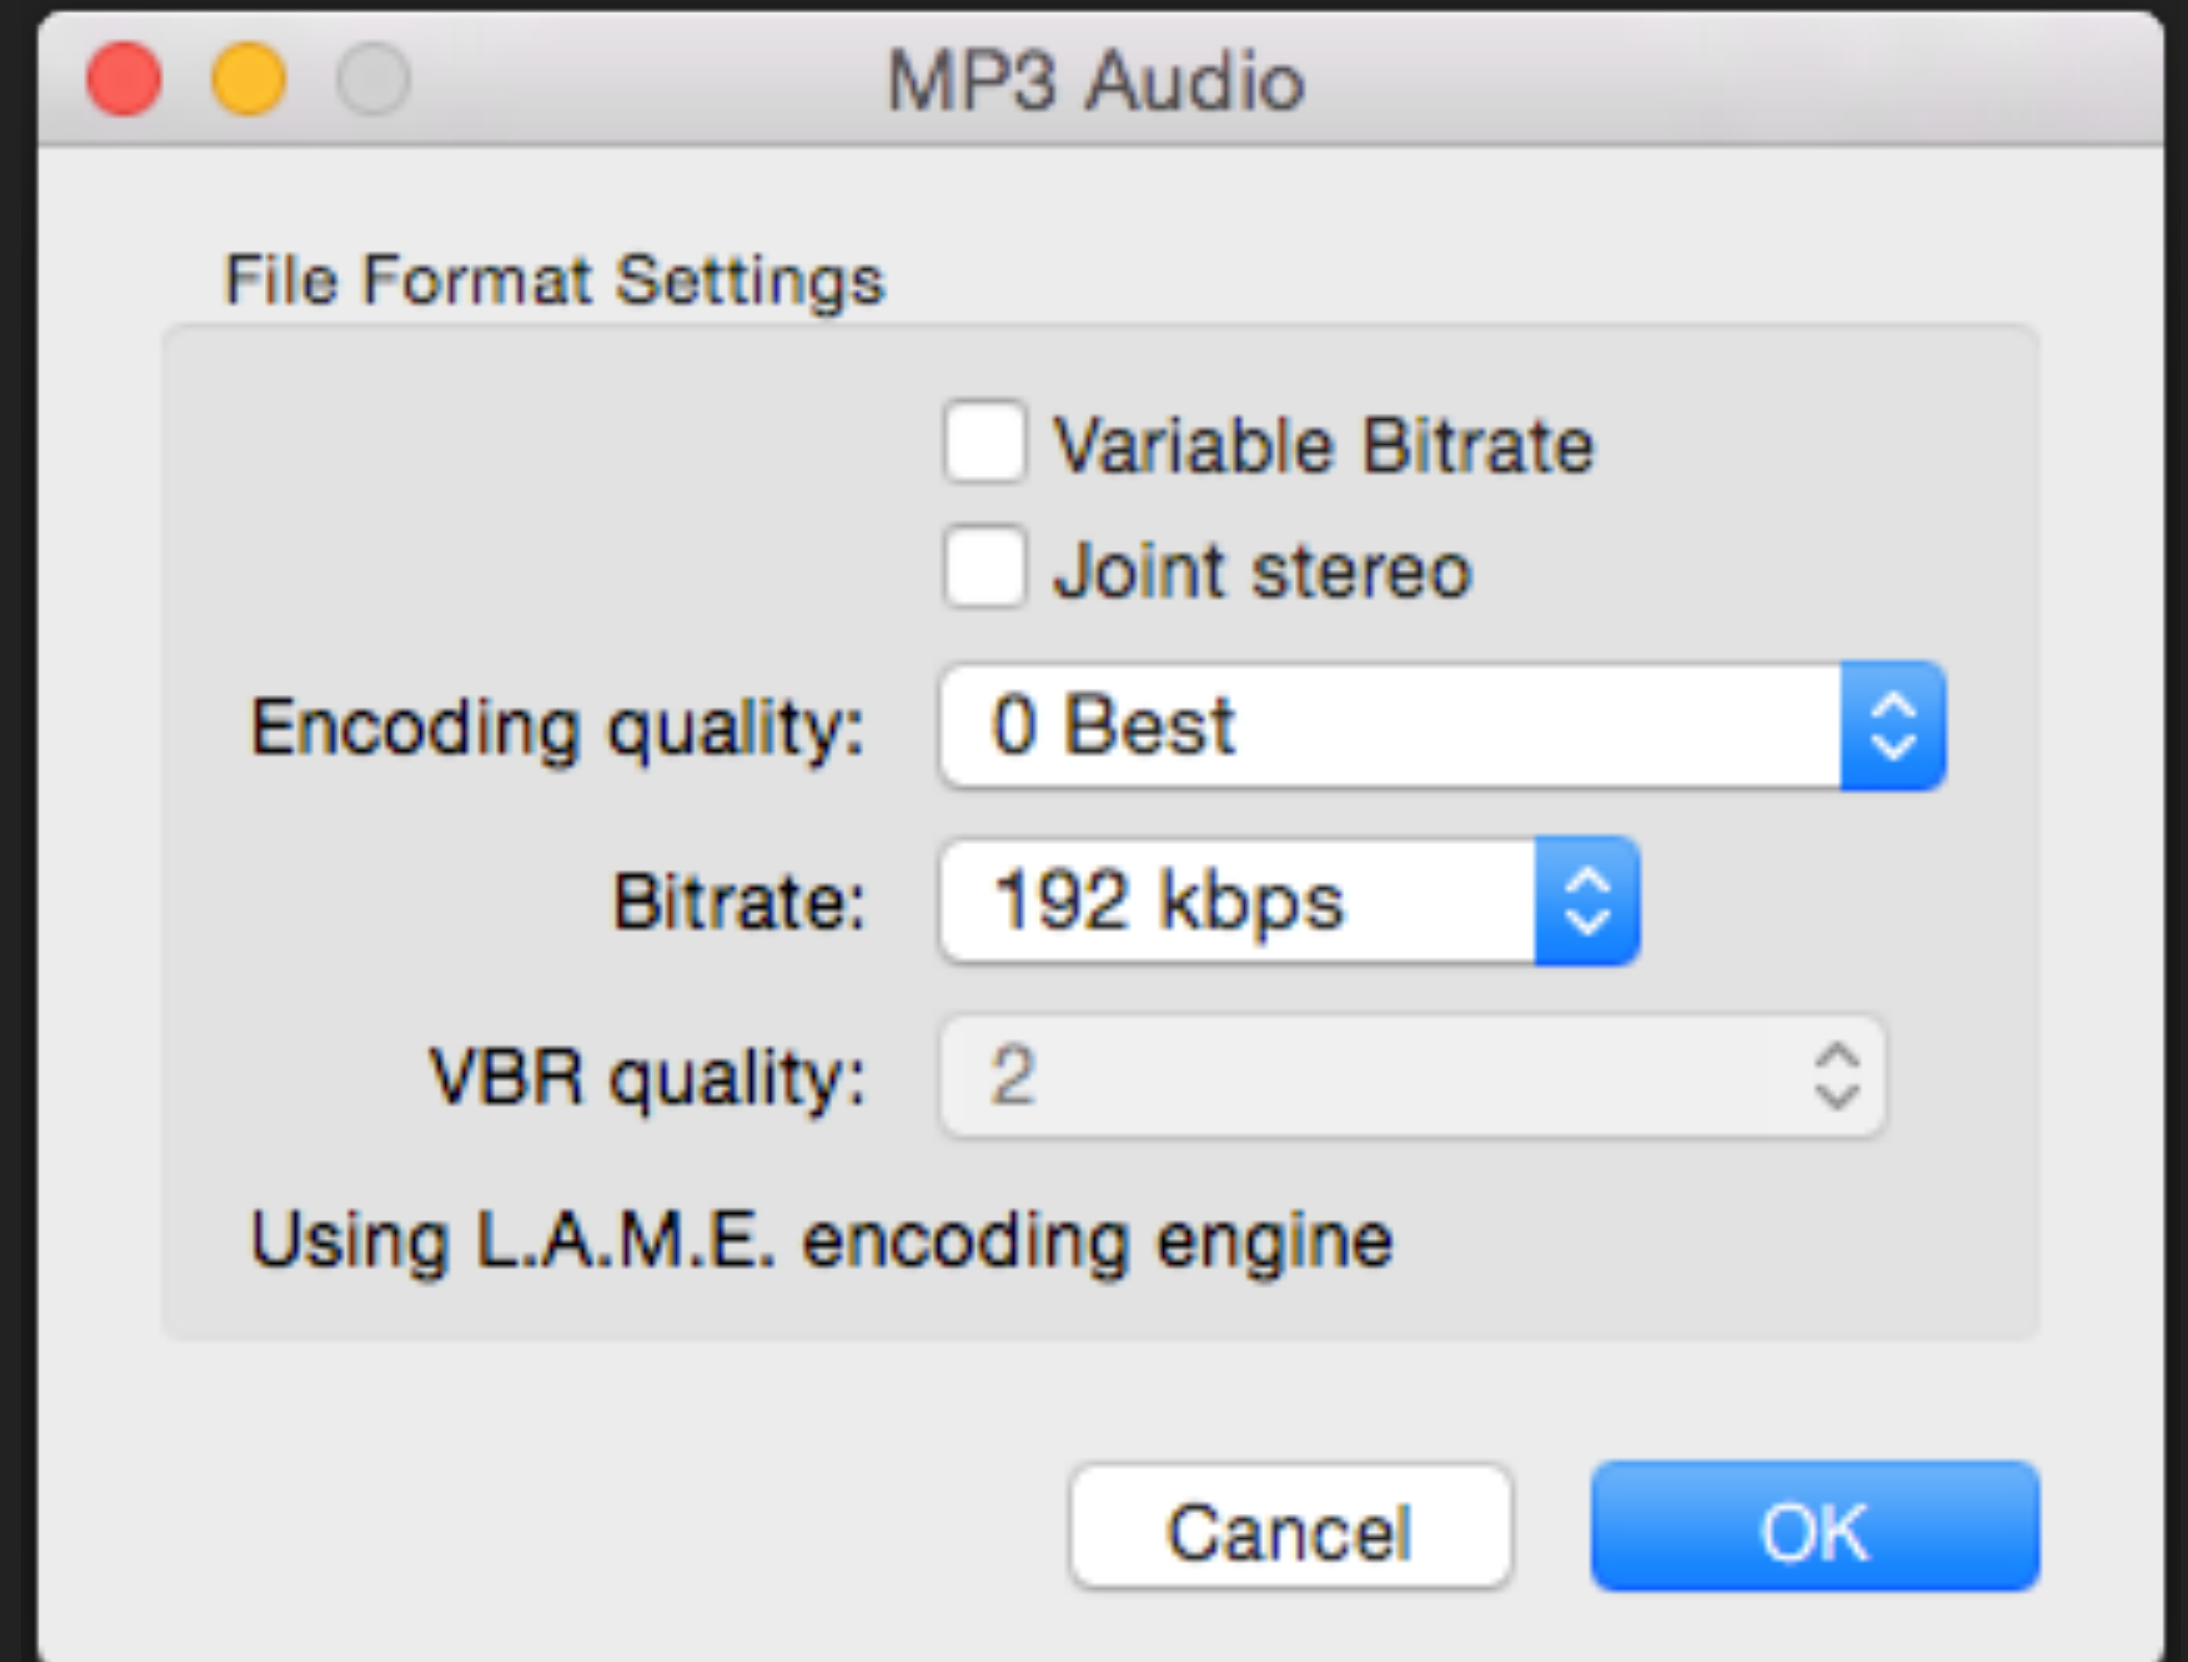 MP3 Audio
File Format Settings
Variable Bitrate
Joint stereo
Encoding quality: 0 Best
Bitrate: 192 kbps
VBR quality: 2
Using L.A.M.E. encoding engine
Cancel OK